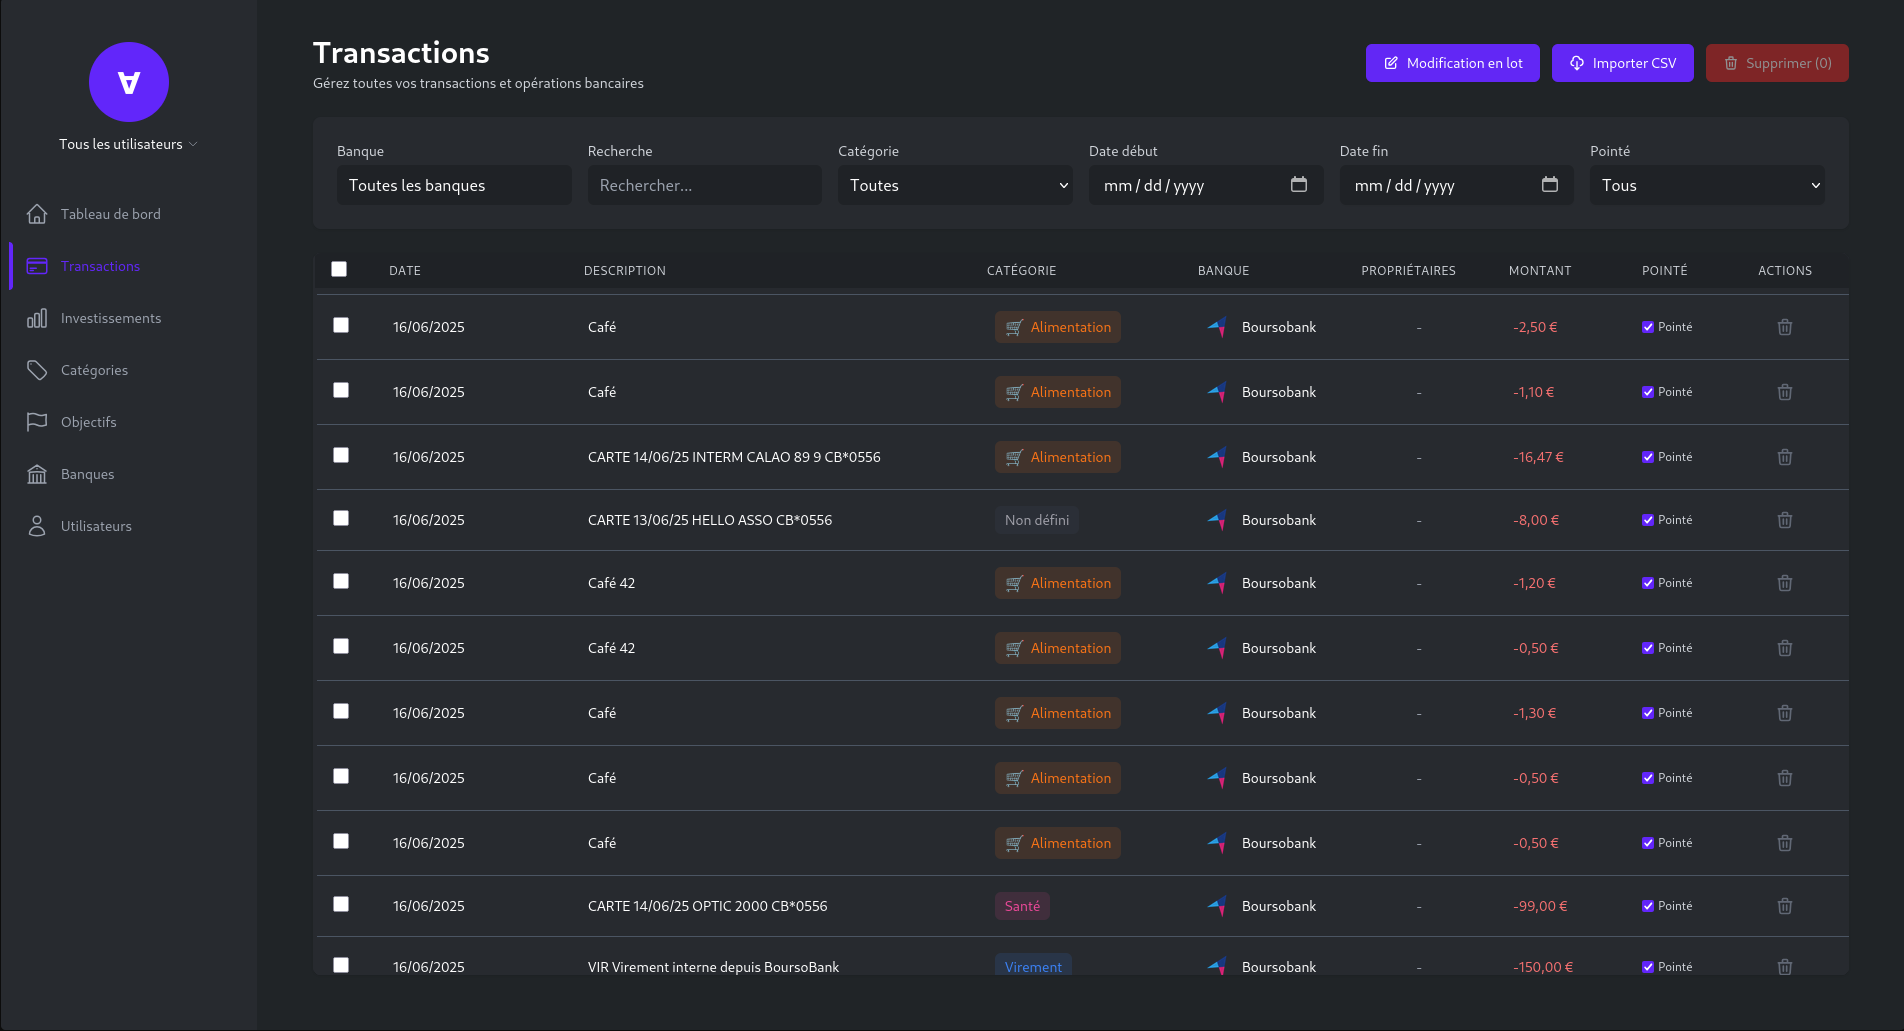 Transactions
Gérez toutes vos transactions et opérations bancaires
Modification en lot
Importer CSV
Supprimer (0)
∀
Tous les utilisateurs
Tableau de bord
Transactions
Investissements
Catégories
Objectifs
Banques
Utilisateurs
Banque Recherche Catégorie Date début Date fin Pointé
Toutes les banques Rechercher... Toutes mm/dd/yyyy mm/dd/yyyy Tous
DATE DESCRIPTION CATÉGORIE BANQUE PROPRIÉTAIRES MONTANT POINTÉ ACTIONS
16/06/2025 Café Alimentation Boursobank - -2,50 € Pointé
16/06/2025 Café Alimentation Boursobank - -1,10 € Pointé
16/06/2025 CARTE 14/06/25 INTERM CALAO 89 9 CB*0556 Alimentation Boursobank - -16,47 € Pointé
16/06/2025 CARTE 13/06/25 HELLO ASSO CB*0556 Non défini Boursobank - -8,00 € Pointé
16/06/2025 Café 42 Alimentation Boursobank - -1,20 € Pointé
16/06/2025 Café 42 Alimentation Boursobank - -0,50 € Pointé
16/06/2025 Café Alimentation Boursobank - -1,30 € Pointé
16/06/2025 Café Alimentation Boursobank - -0,50 € Pointé
16/06/2025 Café Alimentation Boursobank - -0,50 € Pointé
16/06/2025 CARTE 14/06/25 OPTIC 2000 CB*0556 Santé Boursobank - -99,00 € Pointé
16/06/2025 VIR Virement interne depuis BoursoBank Virement Boursobank - -150,00 € Pointé